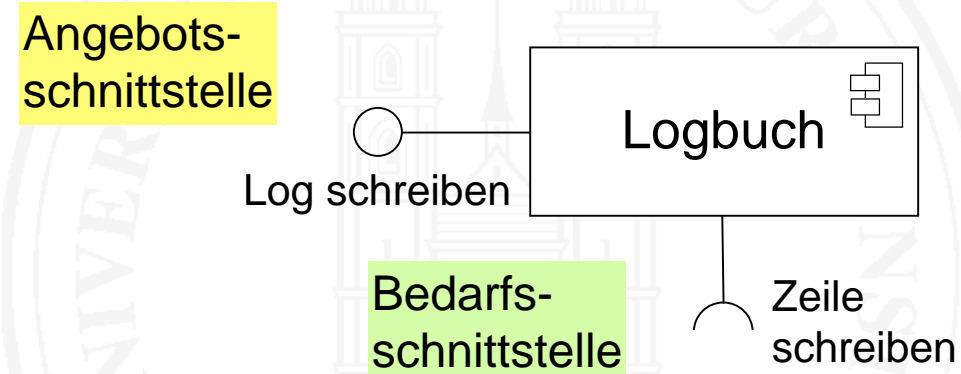 Angebots-
schnittstelle
Logbuch
Log schreiben
Bedarfs-
schnittstelle
Zeile
schreiben